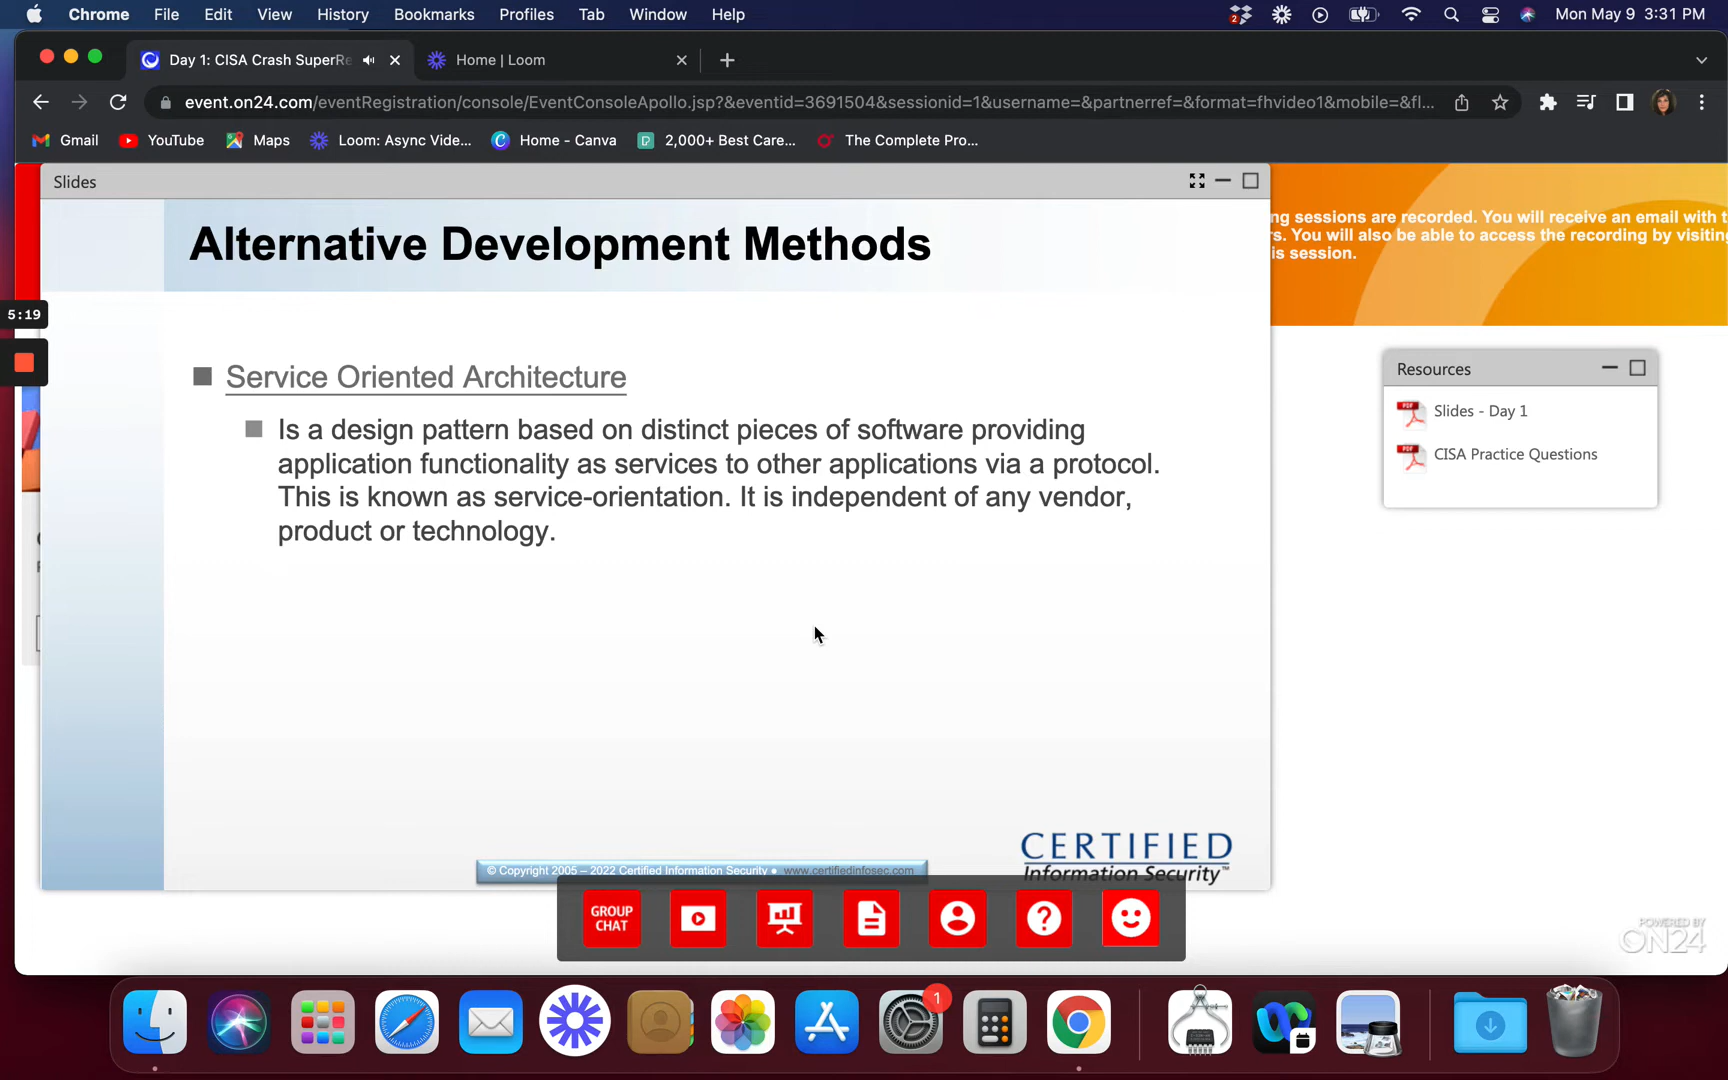 Chrome File Edit View History Bookmarks Profiles Tab Window Help
2
Mon May 9 3:31 PM
Day 1: CISA Crash SuperRe
Home | Loom
event.on24.com/eventRegistration/console/EventConsoleApollo.jsp?&eventid=3691504&sessionid=1&username=&partnerref=&format=fhvideo1&mobile=&fl...
Gmail YouTube Maps Loom: Async Vide... Home - Canva 2,000+ Best Care... The Complete Pro...
Slides
ng sessions are recorded. You will receive an email with t
rs. You will also be able to access the recording by visiting
is session.
Alternative Development Methods
5:19
Service Oriented Architecture
Is a design pattern based on distinct pieces of software providing
application functionality as services to other applications via a protocol.
This is known as service-orientation. It is independent of any vendor,
product or technology.
Resources
Slides - Day 1
CISA Practice Questions
CERTIFIED
Information Security™
© Copyright 2005 – 2022 Certified Information Security ● www.certifiedinfosec.com
GROUP
CHAT
POWERED BY
ON24
1